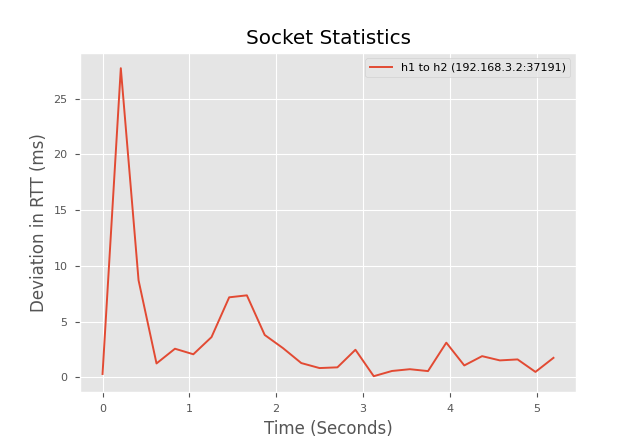 Socket Statistics
h1 to h2 (192.168.3.2:37191)
Deviation in RTT (ms)
25
20
15
10
5
0
0 1 2 3 4 5
Time (Seconds)